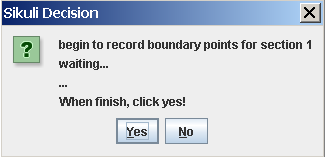 Sikuli Decision
?
begin to record boundary points for section 1
waiting...
...
When finish, click yes!
Yes No